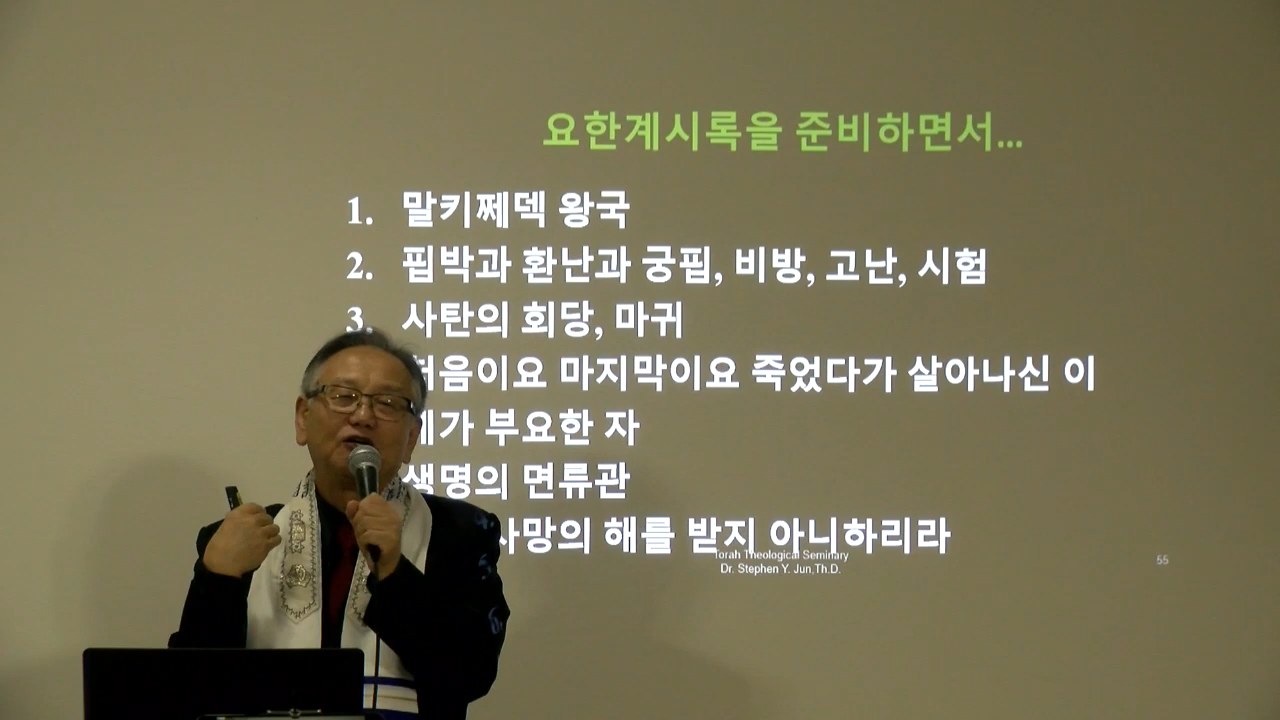 요한계시록을 준비하면서...
1. 말키쩨덱 왕국
2. 핍박과 환난과 궁핍, 비방, 고난, 시험
3. 사탄의 회당, 마귀
처음이요 마지막이요 죽었다가 살아나신 이
부요한 자
생명의 면류관
사망의 해를 받지 아니하리라
Torah Theological Seminary
Dr. Stephen Y. Jun,Th.D.
55